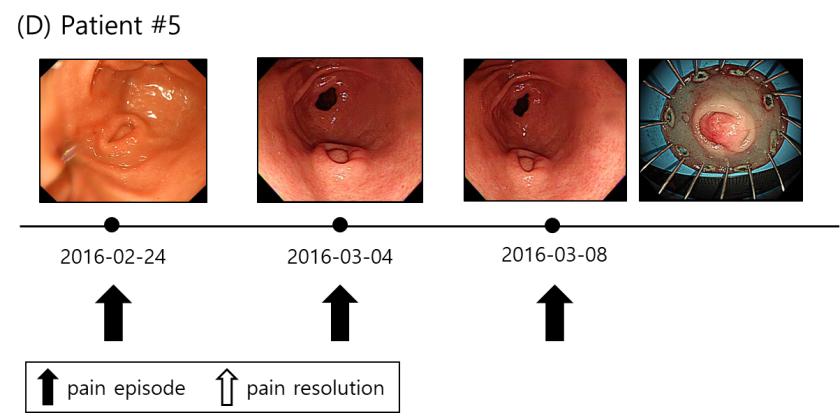 (D) Patient #5
2016-02-24
2016-03-04
2016-03-08
pain episode
pain resolution